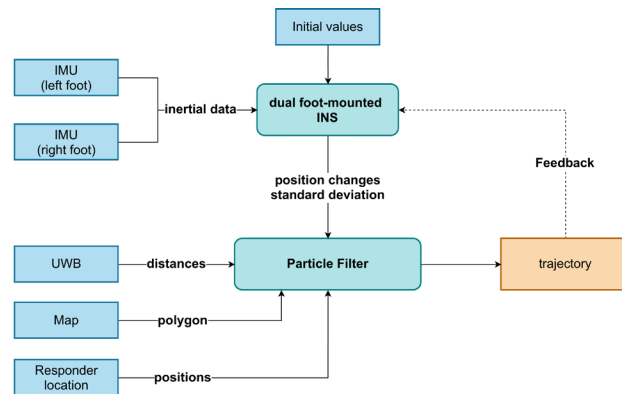 Initial values
IMU
(left foot)
IMU
(right foot)
inertial data
dual foot-mounted
INS
Feedback
position changes
standard deviation
UWB
distances
Particle Filter
trajectory
Map
polygon
Responder
location
positions